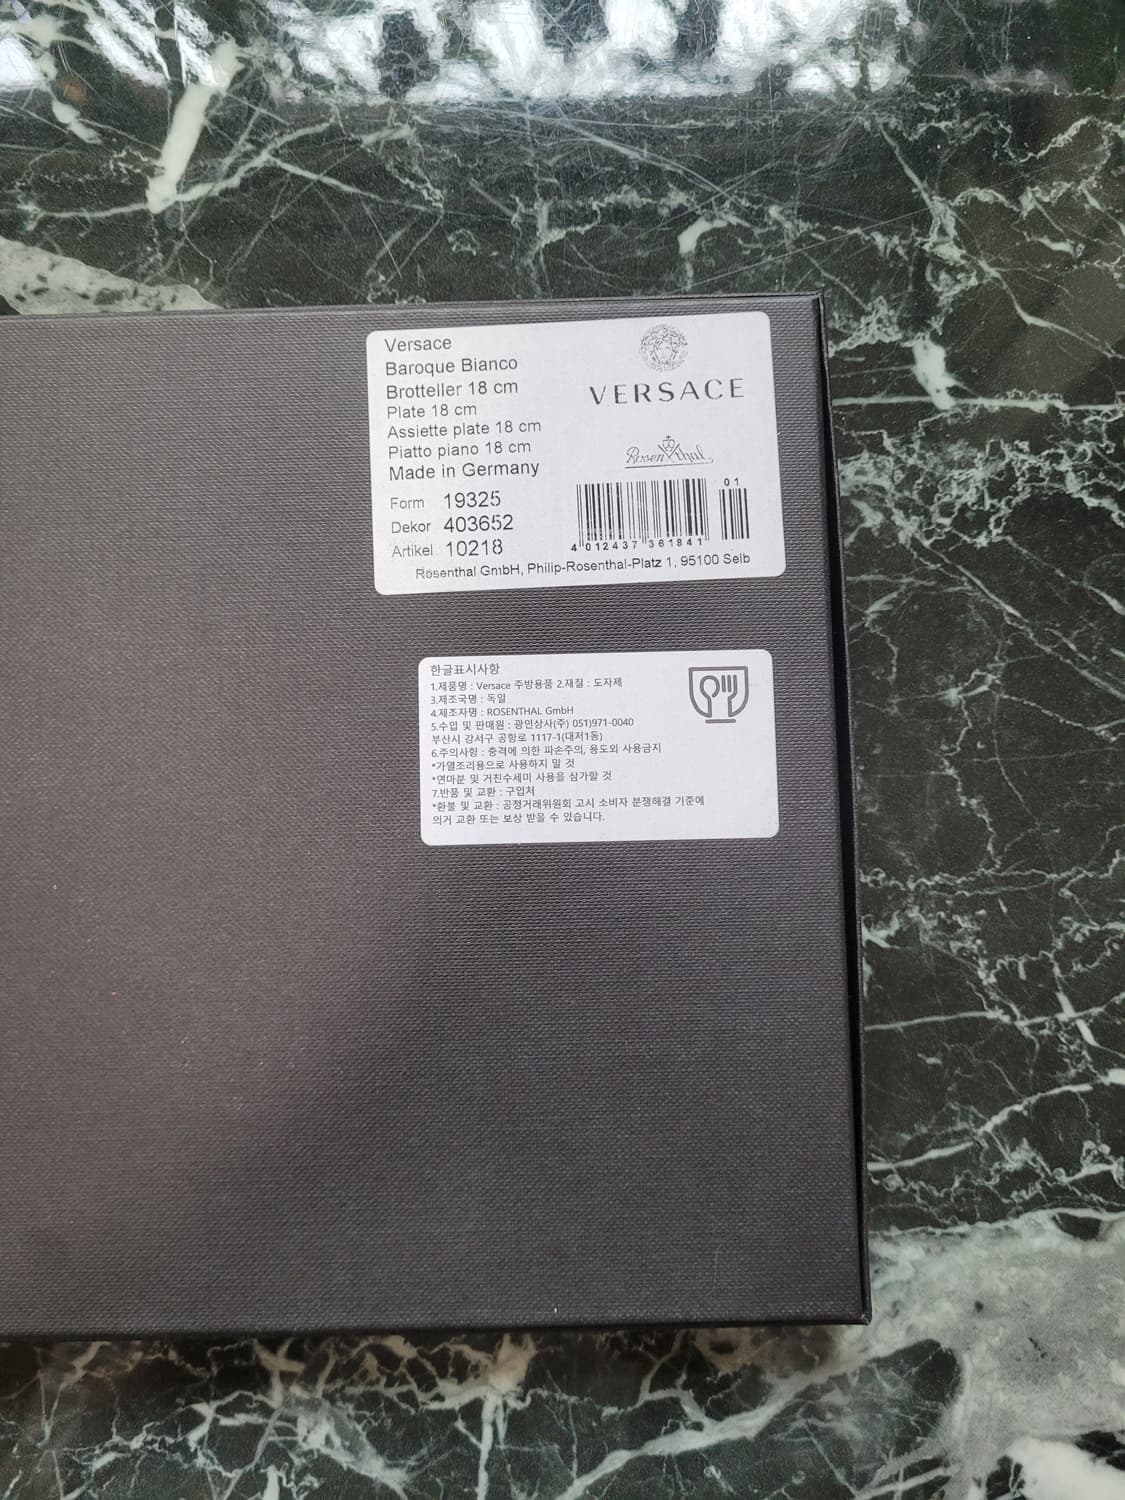 Versace
Baroque Bianco
Brotteller 18 cm
Plate 18 cm
Assiette plate 18 cm
Piatto piano 18 cm
Made in Germany
Form 19325
Dekor 403652
Artikel 10218
VERSACE
Rosenthal
01
4 012437 361841
Rosenthal GmbH, Philip-Rosenthal-Platz 1, 95100 Selb
한글표시사항
1.제품명 : Versace 주방용품 2.재질 : 도자제
3.제조국명 : 독일
4.제조자명 : ROSENTHAL GmbH
5.수입 및 판매원 : 광인상사(주) 051)971-0040
부산시 강서구 공항로 1117-1(대저1동)
6.주의사항 : 충격에 의한 파손주의, 용도외 사용금지
*가열조리용으로 사용하지 말 것
*연마분 및 거친수세미 사용을 삼가할 것
7.반품 및 교환 : 구입처
*환불 및 교환 : 공정거래위원회 고시 소비자 분쟁해결 기준에
의거 교환 또는 보상 받을 수 있습니다.